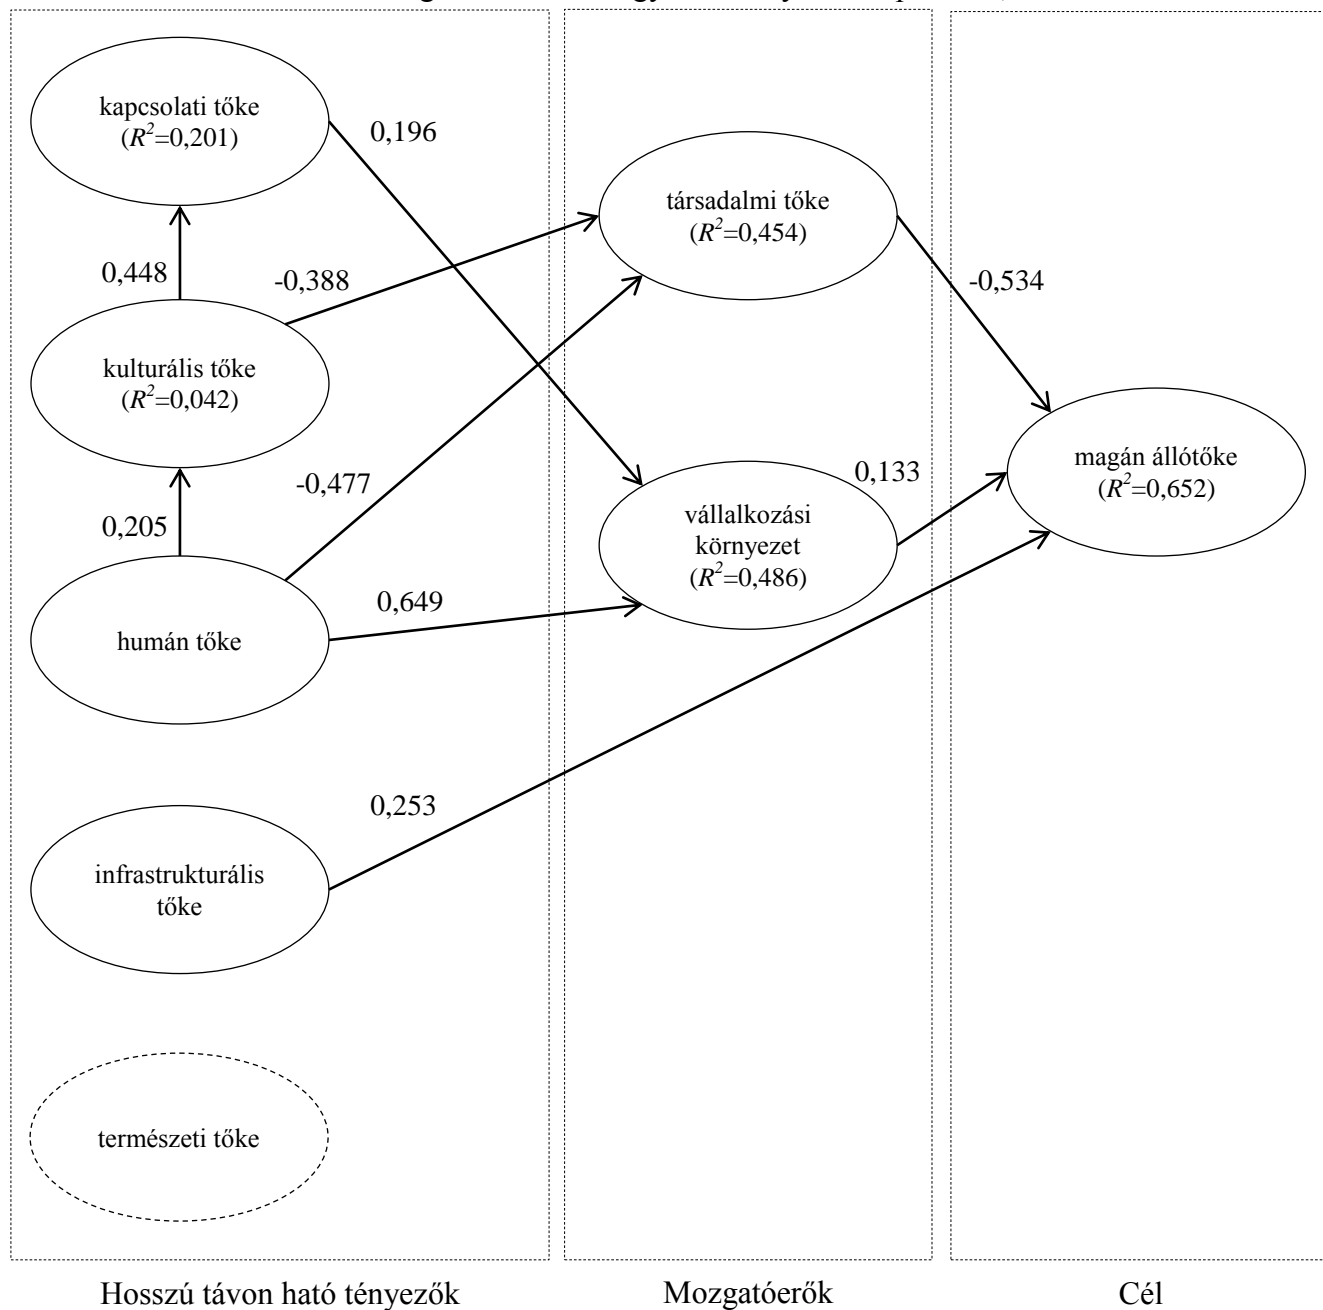 kapcsolati tőke
(R²=0,201)
0,196
társadalmi tőke
(R²=0,454)
0,448
-0,388
-0,534
kulturális tőke
(R²=0,042)
magán állótőke
(R²=0,652)
-0,477
0,133
0,205
vállalkozási
környezet
(R²=0,486)
humán tőke
0,649
0,253
infrastrukturális
tőke
természeti tőke
Hosszú távon ható tényezők
Mozgatóerők
Cél